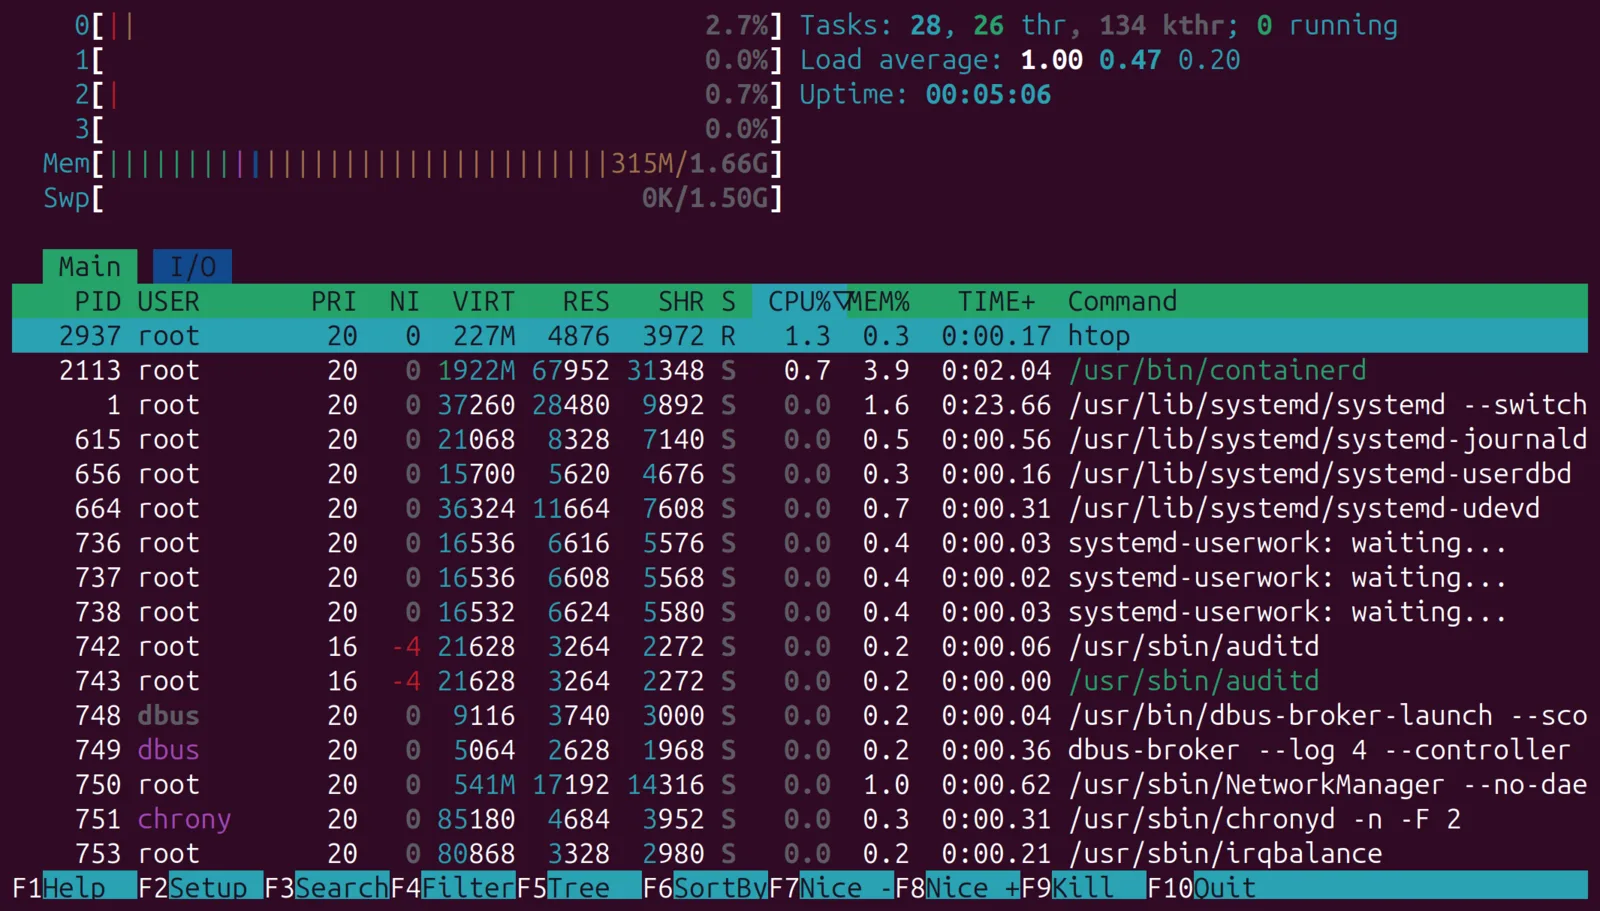 0[|| 2.7%] Tasks: 28, 26 thr, 134 kthr; 0 running
1[ 0.0%] Load average: 1.00 0.47 0.20
2[| 0.7%] Uptime: 00:05:06
3[ 0.0%]
Mem[||||||||||||||||||||||||||||||||315M/1.66G]
Swp[ 0K/1.50G]
Main I/O
PID USER PRI NI VIRT RES SHR S CPU%▽MEM% TIME+ Command
2937 root 20 0 227M 4876 3972 R 1.3 0.3 0:00.17 htop
2113 root 20 0 1922M 67952 31348 S 0.7 3.9 0:02.04 /usr/bin/containerd
1 root 20 0 37260 28480 9892 S 0.0 1.6 0:23.66 /usr/lib/systemd/systemd --switch
615 root 20 0 21068 8328 7140 S 0.0 0.5 0:00.56 /usr/lib/systemd/systemd-journald
656 root 20 0 15700 5620 4676 S 0.0 0.3 0:00.16 /usr/lib/systemd/systemd-userdbd
664 root 20 0 36324 11664 7608 S 0.0 0.7 0:00.31 /usr/lib/systemd/systemd-udevd
736 root 20 0 16536 6616 5576 S 0.0 0.4 0:00.03 systemd-userwork: waiting...
737 root 20 0 16536 6608 5568 S 0.0 0.4 0:00.02 systemd-userwork: waiting...
738 root 20 0 16532 6624 5580 S 0.0 0.4 0:00.03 systemd-userwork: waiting...
742 root 16 -4 21628 3264 2272 S 0.0 0.2 0:00.06 /usr/sbin/auditd
743 root 16 -4 21628 3264 2272 S 0.0 0.2 0:00.00 /usr/sbin/auditd
748 dbus 20 0 9116 3740 3000 S 0.0 0.2 0:00.04 /usr/bin/dbus-broker-launch --sco
749 dbus 20 0 5064 2628 1968 S 0.0 0.2 0:00.36 dbus-broker --log 4 --controller
750 root 20 0 541M 17192 14316 S 0.0 1.0 0:00.62 /usr/sbin/NetworkManager --no-dae
751 chrony 20 0 85180 4684 3952 S 0.0 0.3 0:00.31 /usr/sbin/chronyd -n -F 2
753 root 20 0 80868 3328 2980 S 0.0 0.2 0:00.21 /usr/sbin/irqbalance
F1Help F2Setup F3SearchF4FilterF5Tree F6SortByF7Nice -F8Nice +F9Kill F10Quit